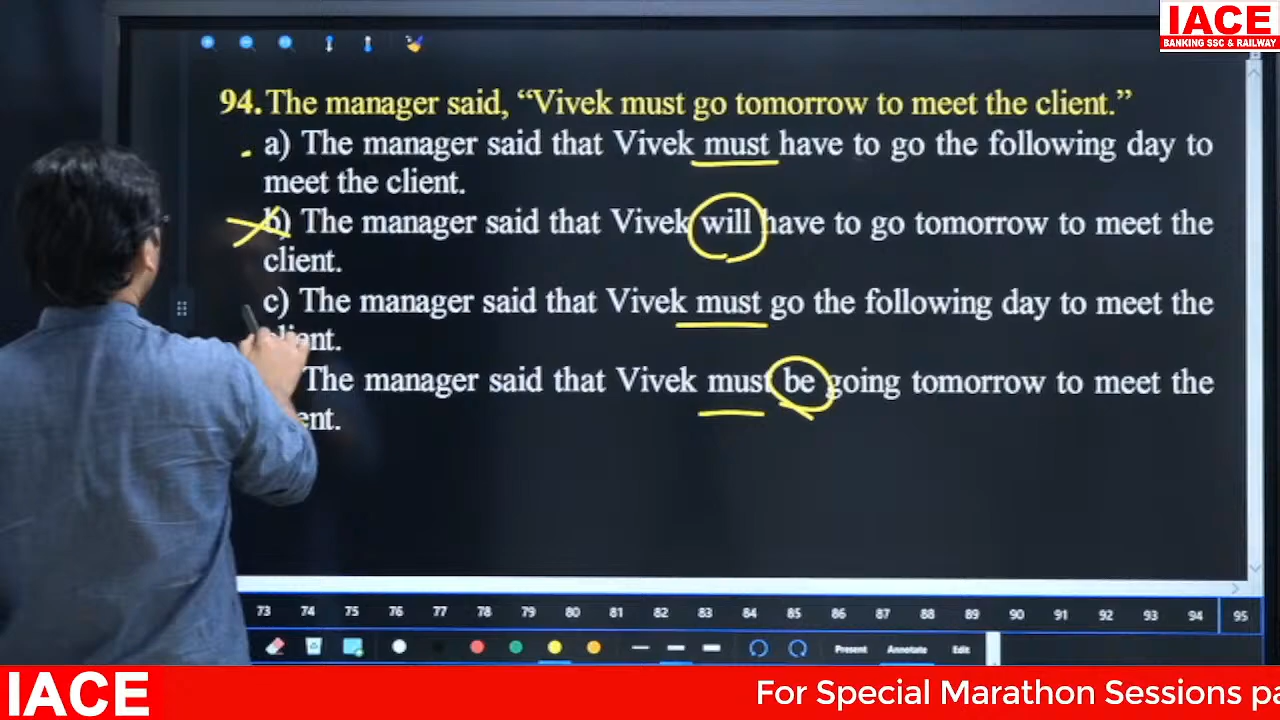 IACE
BANKING SSC & RAILWAY
94. The manager said, “Vivek must go tomorrow to meet the client.”
a) The manager said that Vivek must have to go the following day to
meet the client.
b) The manager said that Vivek will have to go tomorrow to meet the
client.
c) The manager said that Vivek must go the following day to meet the
client.
The manager said that Vivek must be going tomorrow to meet the
ent.
73 74 75 76 77 78 79 80 81 82 83 84 85 86 87 88 89 90 91 92 93 94 95
Present Annotate Edit
IACE For Special Marathon Sessions pa